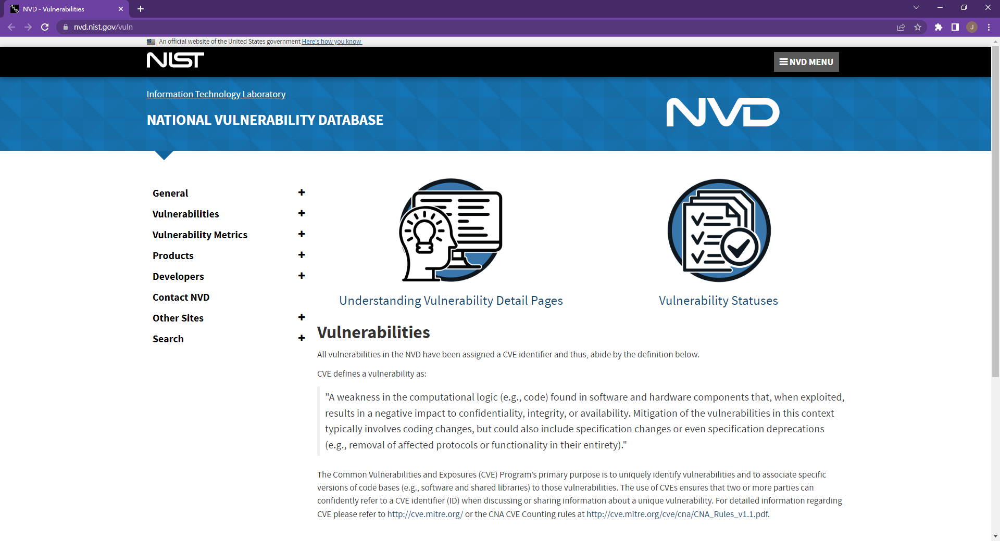 NVD - Vulnerabilities
nvd.nist.gov/vuln
J
An official website of the United States government Here's how you know
NIST
NVD MENU
Information Technology Laboratory
NATIONAL VULNERABILITY DATABASE
NVD
General
Vulnerabilities
Vulnerability Metrics
Products
Developers
Contact NVD
Other Sites
Search
Understanding Vulnerability Detail Pages
Vulnerability Statuses
Vulnerabilities
All vulnerabilities in the NVD have been assigned a CVE identifier and thus, abide by the definition below.
CVE defines a vulnerability as:
"A weakness in the computational logic (e.g., code) found in software and hardware components that, when exploited,
results in a negative impact to confidentiality, integrity, or availability. Mitigation of the vulnerabilities in this context
typically involves coding changes, but could also include specification changes or even specification deprecations
(e.g., removal of affected protocols or functionality in their entirety)."
The Common Vulnerabilities and Exposures (CVE) Program’s primary purpose is to uniquely identify vulnerabilities and to associate specific
versions of code bases (e.g., software and shared libraries) to those vulnerabilities. The use of CVEs ensures that two or more parties can
confidently refer to a CVE identifier (ID) when discussing or sharing information about a unique vulnerability. For detailed information regarding
CVE please refer to http://cve.mitre.org/ or the CNA CVE Counting rules at http://cve.mitre.org/cve/cna/CNA_Rules_v1.1.pdf.